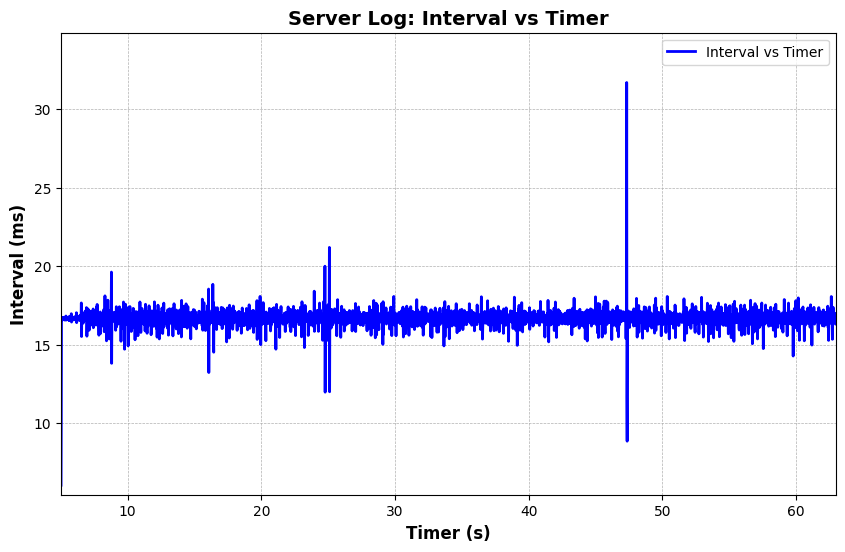 Server Log: Interval vs Timer
Interval vs Timer
30
25
20
15
10
Interval (ms)
10 20 30 40 50 60
Timer (s)